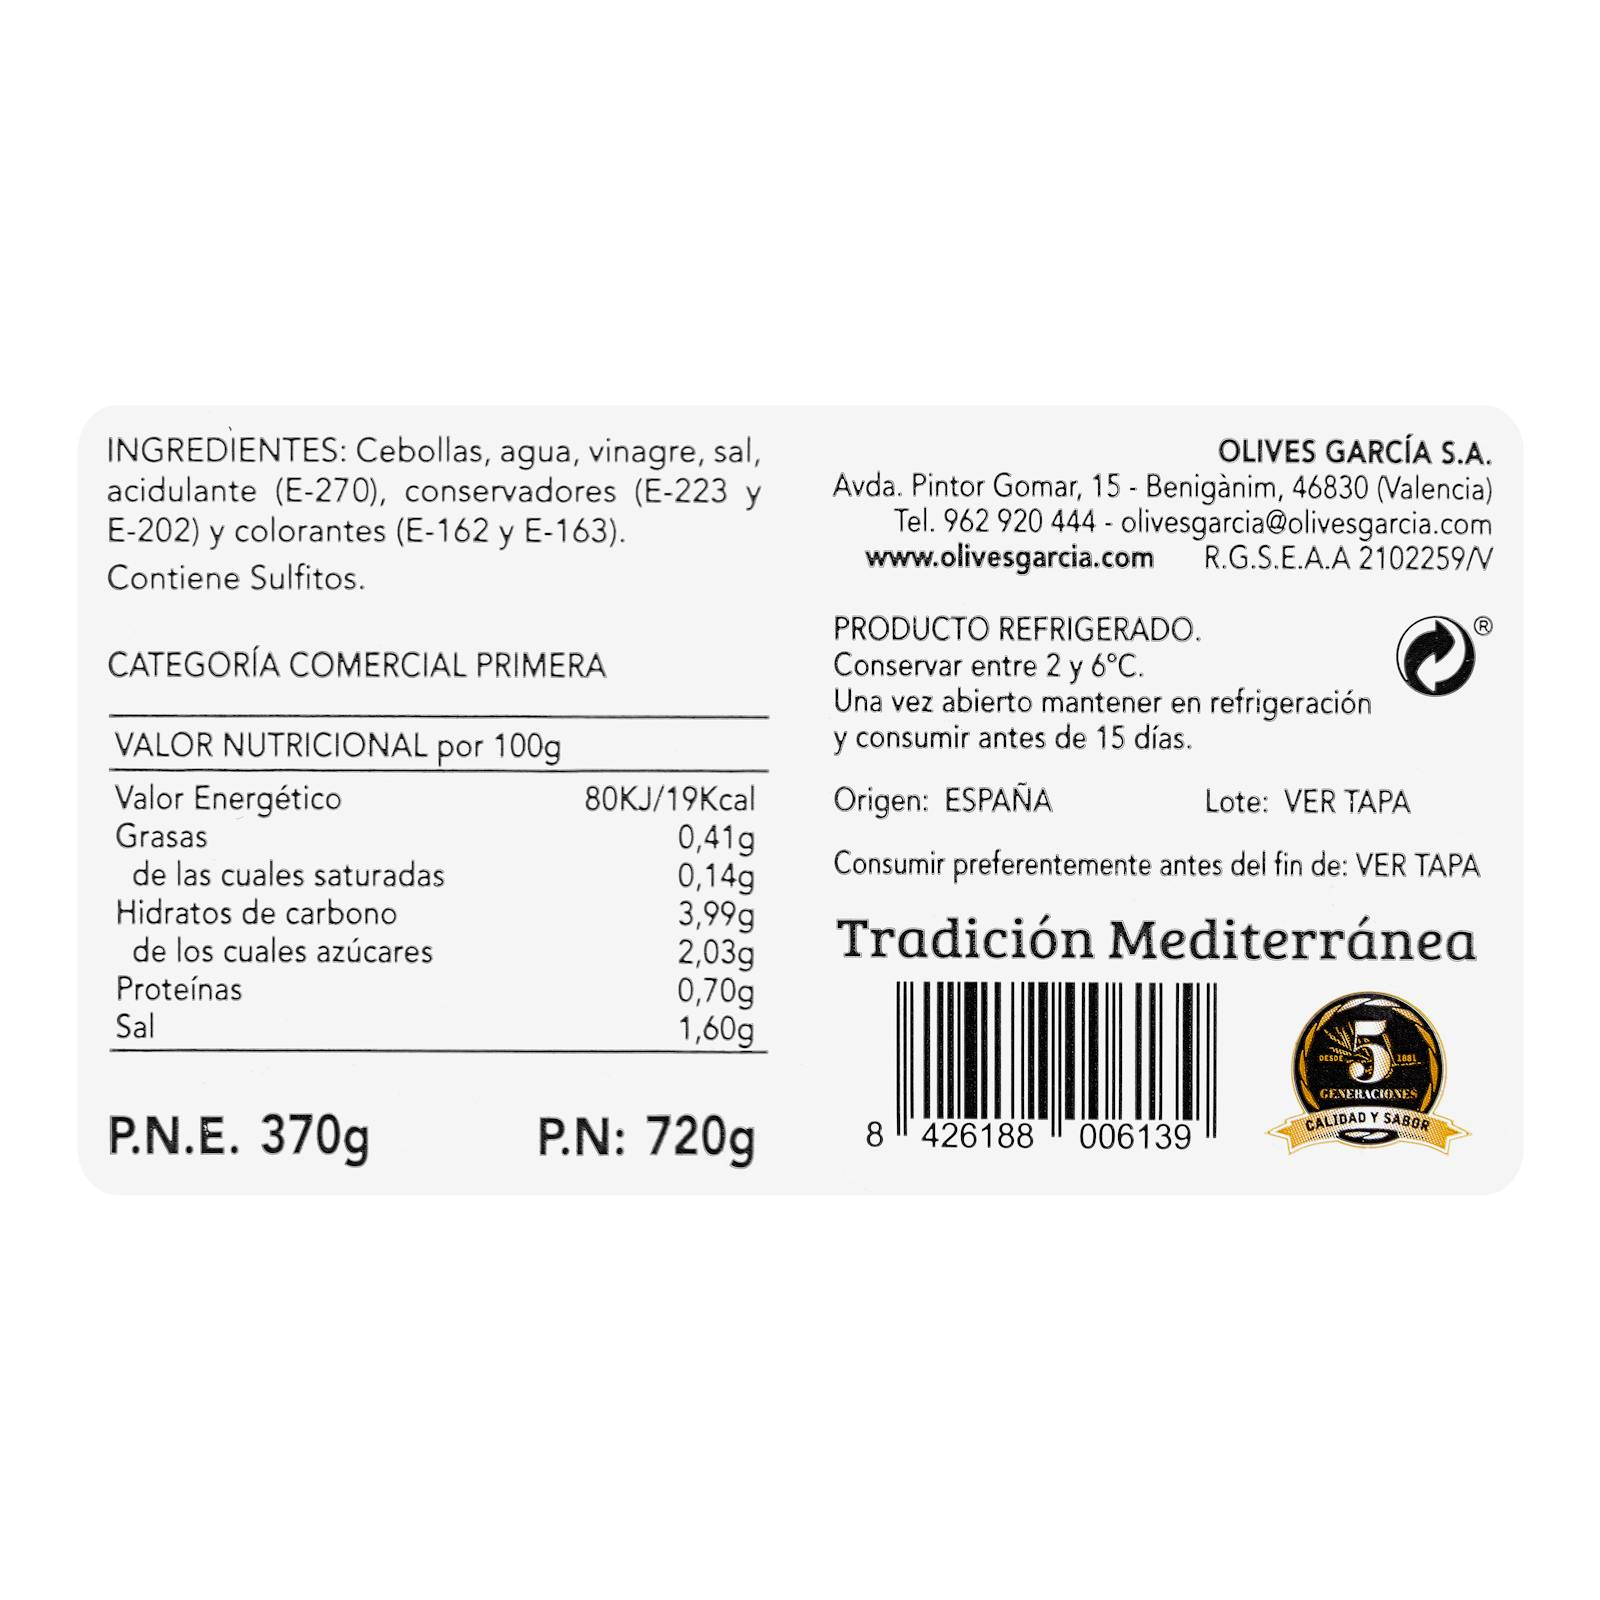 INGREDIENTES: Cebollas, agua, vinagre, sal,
acidulante (E-270), conservadores (E-223 y
E-202) y colorantes (E-162 y E-163).
Contiene Sulfitos.
CATEGORÍA COMERCIAL PRIMERA
VALOR NUTRICIONAL por 100g
Valor Energético 80KJ/19Kcal
Grasas 0,41g
de las cuales saturadas 0,14g
Hidratos de carbono 3,99g
de los cuales azúcares 2,03g
Proteínas 0,70g
Sal 1,60g
P.N.E. 370g P.N: 720g
OLIVES GARCÍA S.A.
Avda. Pintor Gomar, 15 - Benigànim, 46830 (Valencia)
Tel. 962 920 444 - olivesgarcia@olivesgarcia.com
www.olivesgarcia.com R.G.S.E.A.A 2102259/V
PRODUCTO REFRIGERADO.
Conservar entre 2 y 6ºC.
Una vez abierto mantener en refrigeración
y consumir antes de 15 días.
®
Origen: ESPAÑA Lote: VER TAPA
Consumir preferentemente antes del fin de: VER TAPA
Tradición Mediterránea
8 426188 006139
DESDE 5 1881
GENERACIONES
CALIDAD Y SABOR